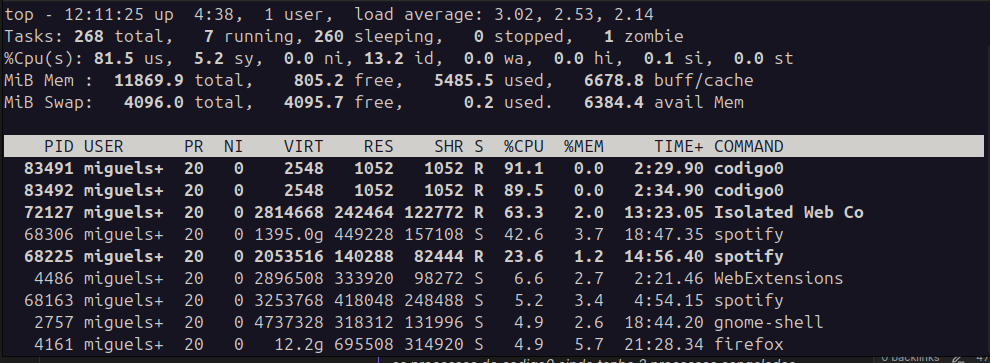 top - 12:11:25 up  4:38,  1 user,  load average: 3.02, 2.53, 2.14
Tasks: 268 total,   7 running, 260 sleeping,   0 stopped,   1 zombie
%Cpu(s): 81.5 us,  5.2 sy,  0.0 ni, 13.2 id,  0.0 wa,  0.0 hi,  0.1 si,  0.0 st
MiB Mem :  11869.9 total,    805.2 free,   5485.5 used,   6678.8 buff/cache
MiB Swap:   4096.0 total,   4095.7 free,      0.2 used.   6384.4 avail Mem
PID USER      PR  NI    VIRT    RES    SHR S  %CPU  %MEM     TIME+ COMMAND
83491 miguels+  20   0    2548   1052   1052 R  91.1   0.0   2:29.90 codigo0
83492 miguels+  20   0    2548   1052   1052 R  89.5   0.0   2:34.90 codigo0
72127 miguels+  20   0 2814668 242464 122772 R  63.3   2.0  13:23.05 Isolated Web Co
68306 miguels+  20   0 1395.0g 449228 157108 S  42.6   3.7  18:47.35 spotify
68225 miguels+  20   0 2053516 140288  82444 R  23.6   1.2  14:56.40 spotify
4486 miguels+  20   0 2896508 333920  98272 S   6.6   2.7   2:21.46 WebExtensions
68163 miguels+  20   0 3253768 418048 248488 S   5.2   3.4   4:54.15 spotify
2757 miguels+  20   0 4737328 318312 131996 S   4.9   2.6  18:44.20 gnome-shell
4161 miguels+  20   0   12.2g 695508 314920 S   4.9   5.7  21:28.34 firefox
0 backlinks